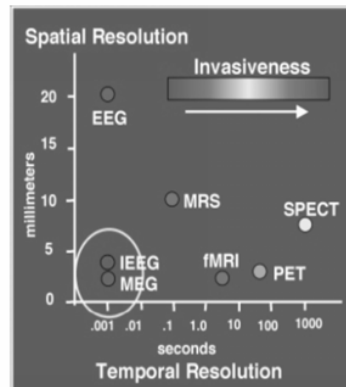 Spatial Resolution
Invasiveness
20
EEG
15
millimeters
10
MRS
SPECT
5
IEEG
fMRI
PET
MEG
0
.001 .01 .1 1.0 10 100 1000
seconds
Temporal Resolution